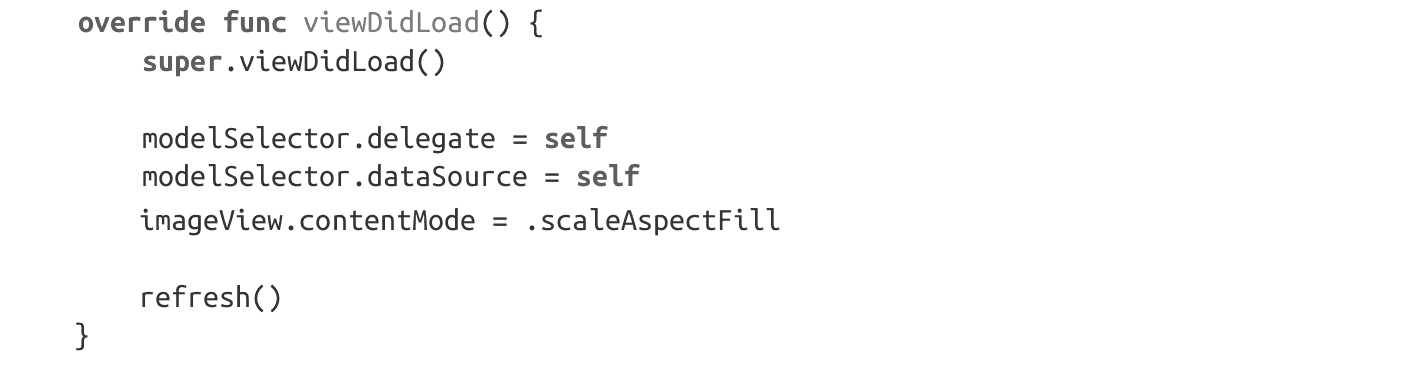 override func viewDidLoad() {
super.viewDidLoad()
modelSelector.delegate = self
modelSelector.dataSource = self
imageView.contentMode = .scaleAspectFill
refresh()
}